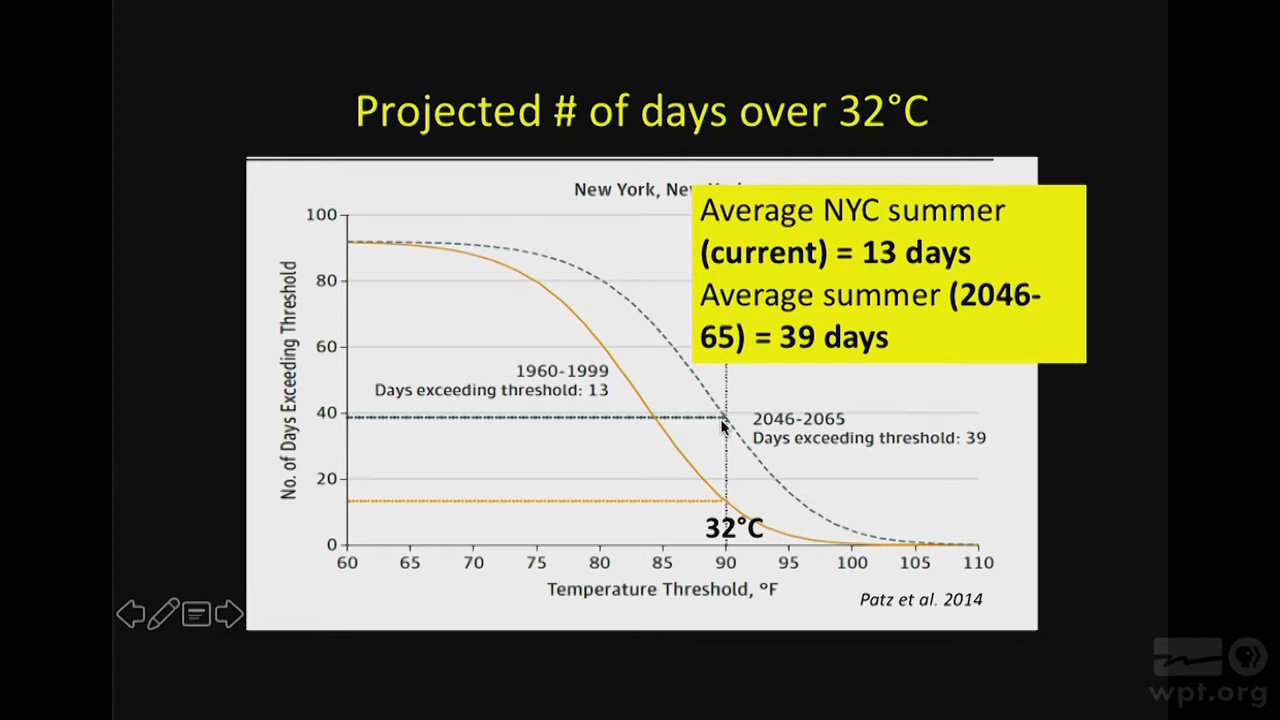 Projected # of days over 32°C
New York, New
Average NYC summer
(current) = 13 days
Average summer (2046-
65) = 39 days
100
80
60
40
20
0
No. of Days Exceeding Threshold
1960-1999
Days exceeding threshold: 13
2046-2065
Days exceeding threshold: 39
32°C
60 65 70 75 80 85 90 95 100 105 110
Temperature Threshold, °F
Patz et al. 2014
wpt.org